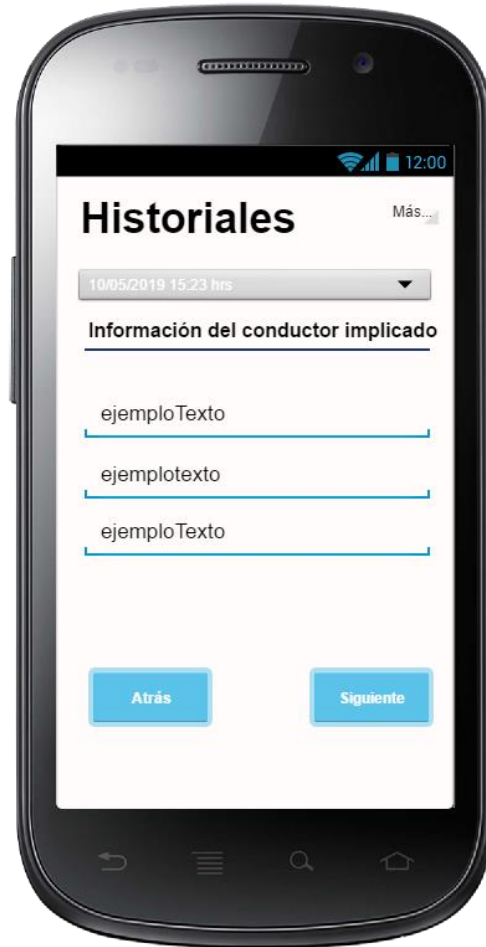 12:00
Historiales
Más...
10/05/2019 15:23 hrs
Información del conductor implicado
ejemploTexto
ejemplotexto
ejemploTexto
Atrás
Siguiente